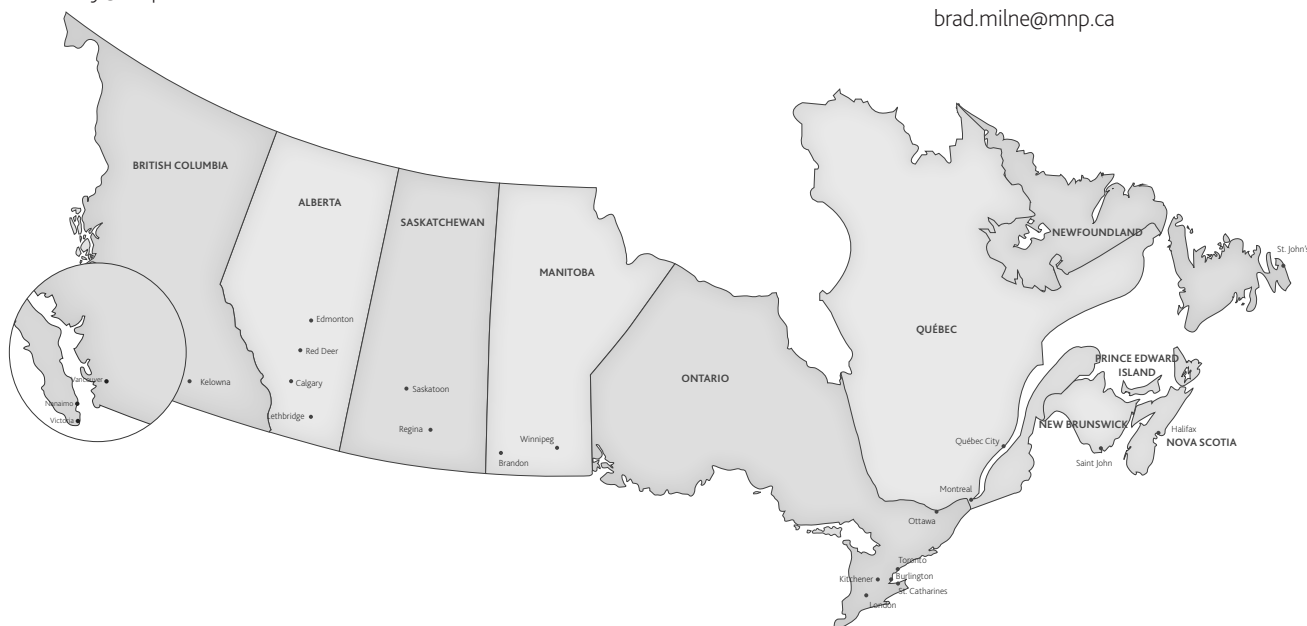 brad.milne@mnp.ca
BRITISH COLUMBIA
ALBERTA
SASKATCHEWAN
MANITOBA
ONTARIO
QUÉBEC
NEWFOUNDLAND
St. John's
PRINCE EDWARD
ISLAND
NEW BRUNSWICK
NOVA SCOTIA
Edmonton
Red Deer
Calgary
Lethbridge
Kelowna
Vancouver
Nanaimo
Victoria
Saskatoon
Regina
Winnipeg
Brandon
Québec City
Montreal
Ottawa
Halifax
Saint John
Toronto
Burlington
Kitchener
St. Catharines
London